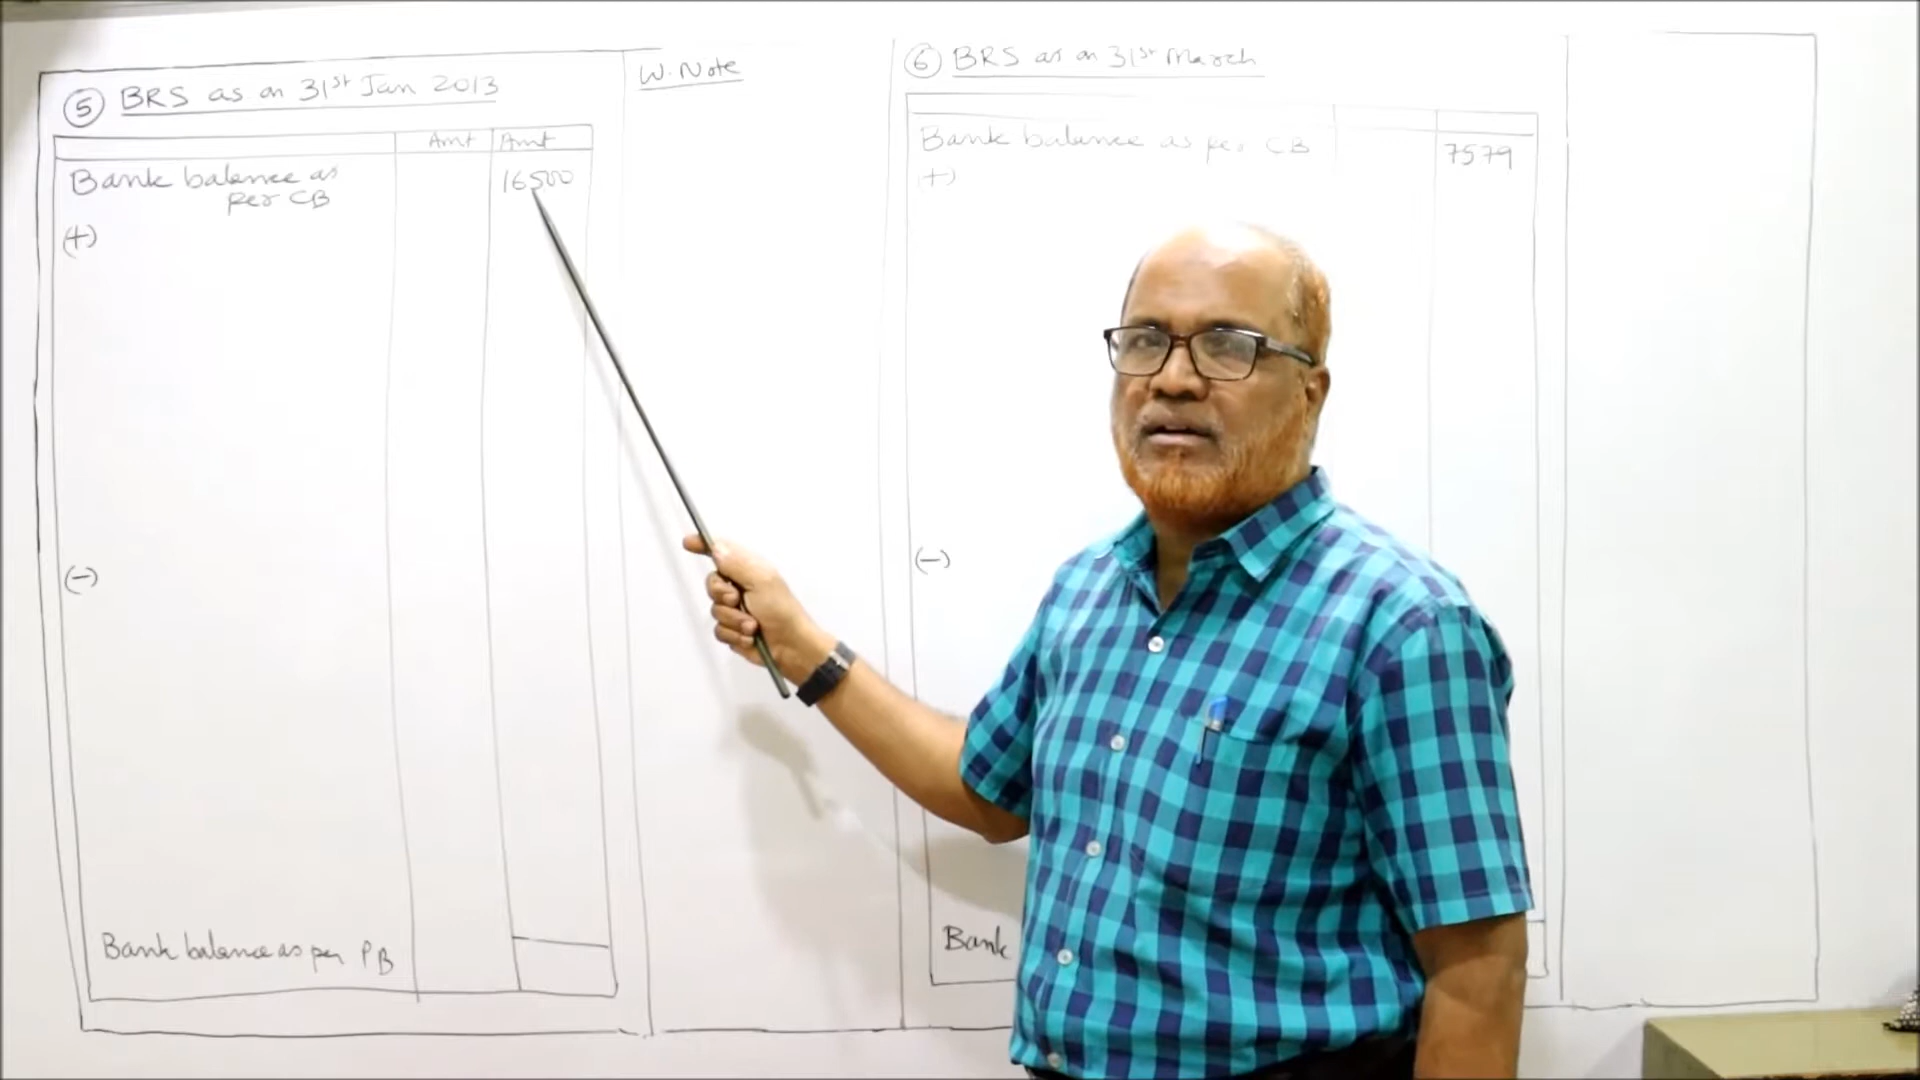 5 BRS as on 31st Jan 2013
Amt Amt
Bank balance as 16500
per CB
(+)
(-)
Bank balance as per PB
W. Note
6 BRS as on 31st March
Bank balance as per CB 7579
(+)
(-)
Bank